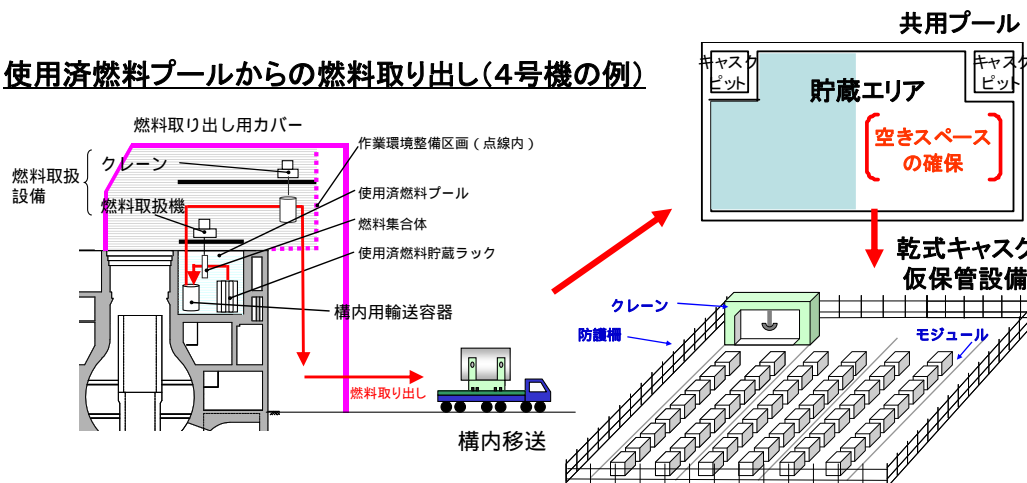 使用済燃料プールからの燃料取り出し(4号機の例)
燃料取り出し用カバー
燃料取扱
設備
クレーン
燃料取扱機
作業環境整備区画(点線内)
使用済燃料プール
燃料集合体
使用済燃料貯蔵ラック
構内用輸送容器
燃料取り出し
構内移送
共用プール
キャスク
ピット
貯蔵エリア
キャスク
ピット
空きスペース
の確保
乾式キャスク
仮保管設備
クレーン
防護柵
モジュール